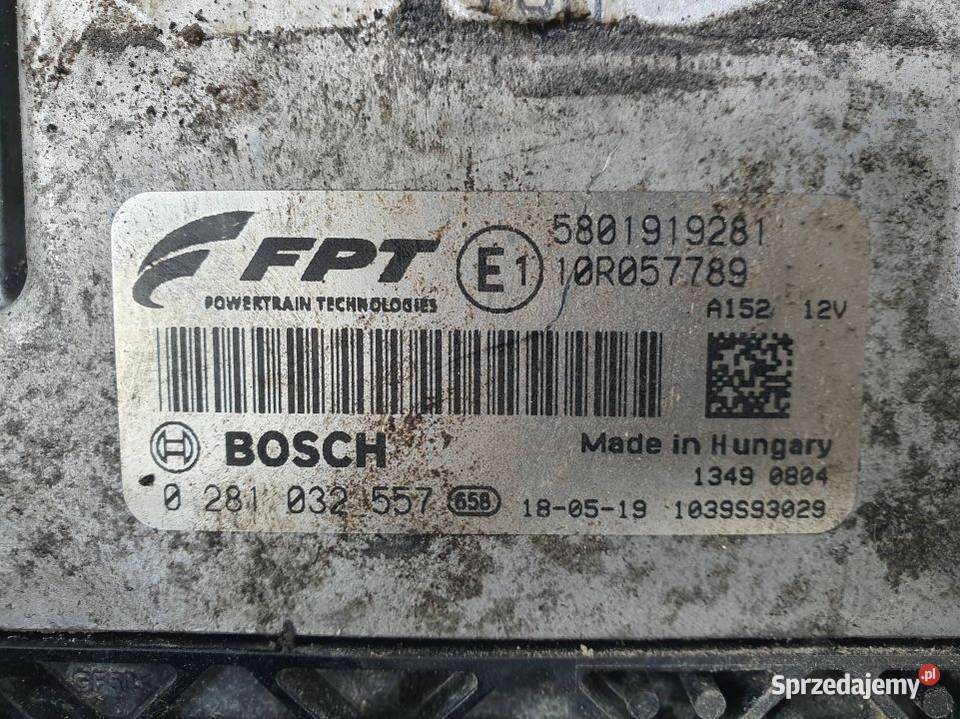 FPT
POWERTRAIN TECHNOLOGIES
E1
5801919281
10R057789
A152 12V
BOSCH
Made in Hungary
1349 0804
0 281 032 557 658 18-05-19 1039S93029
Sprzedajemy.pl